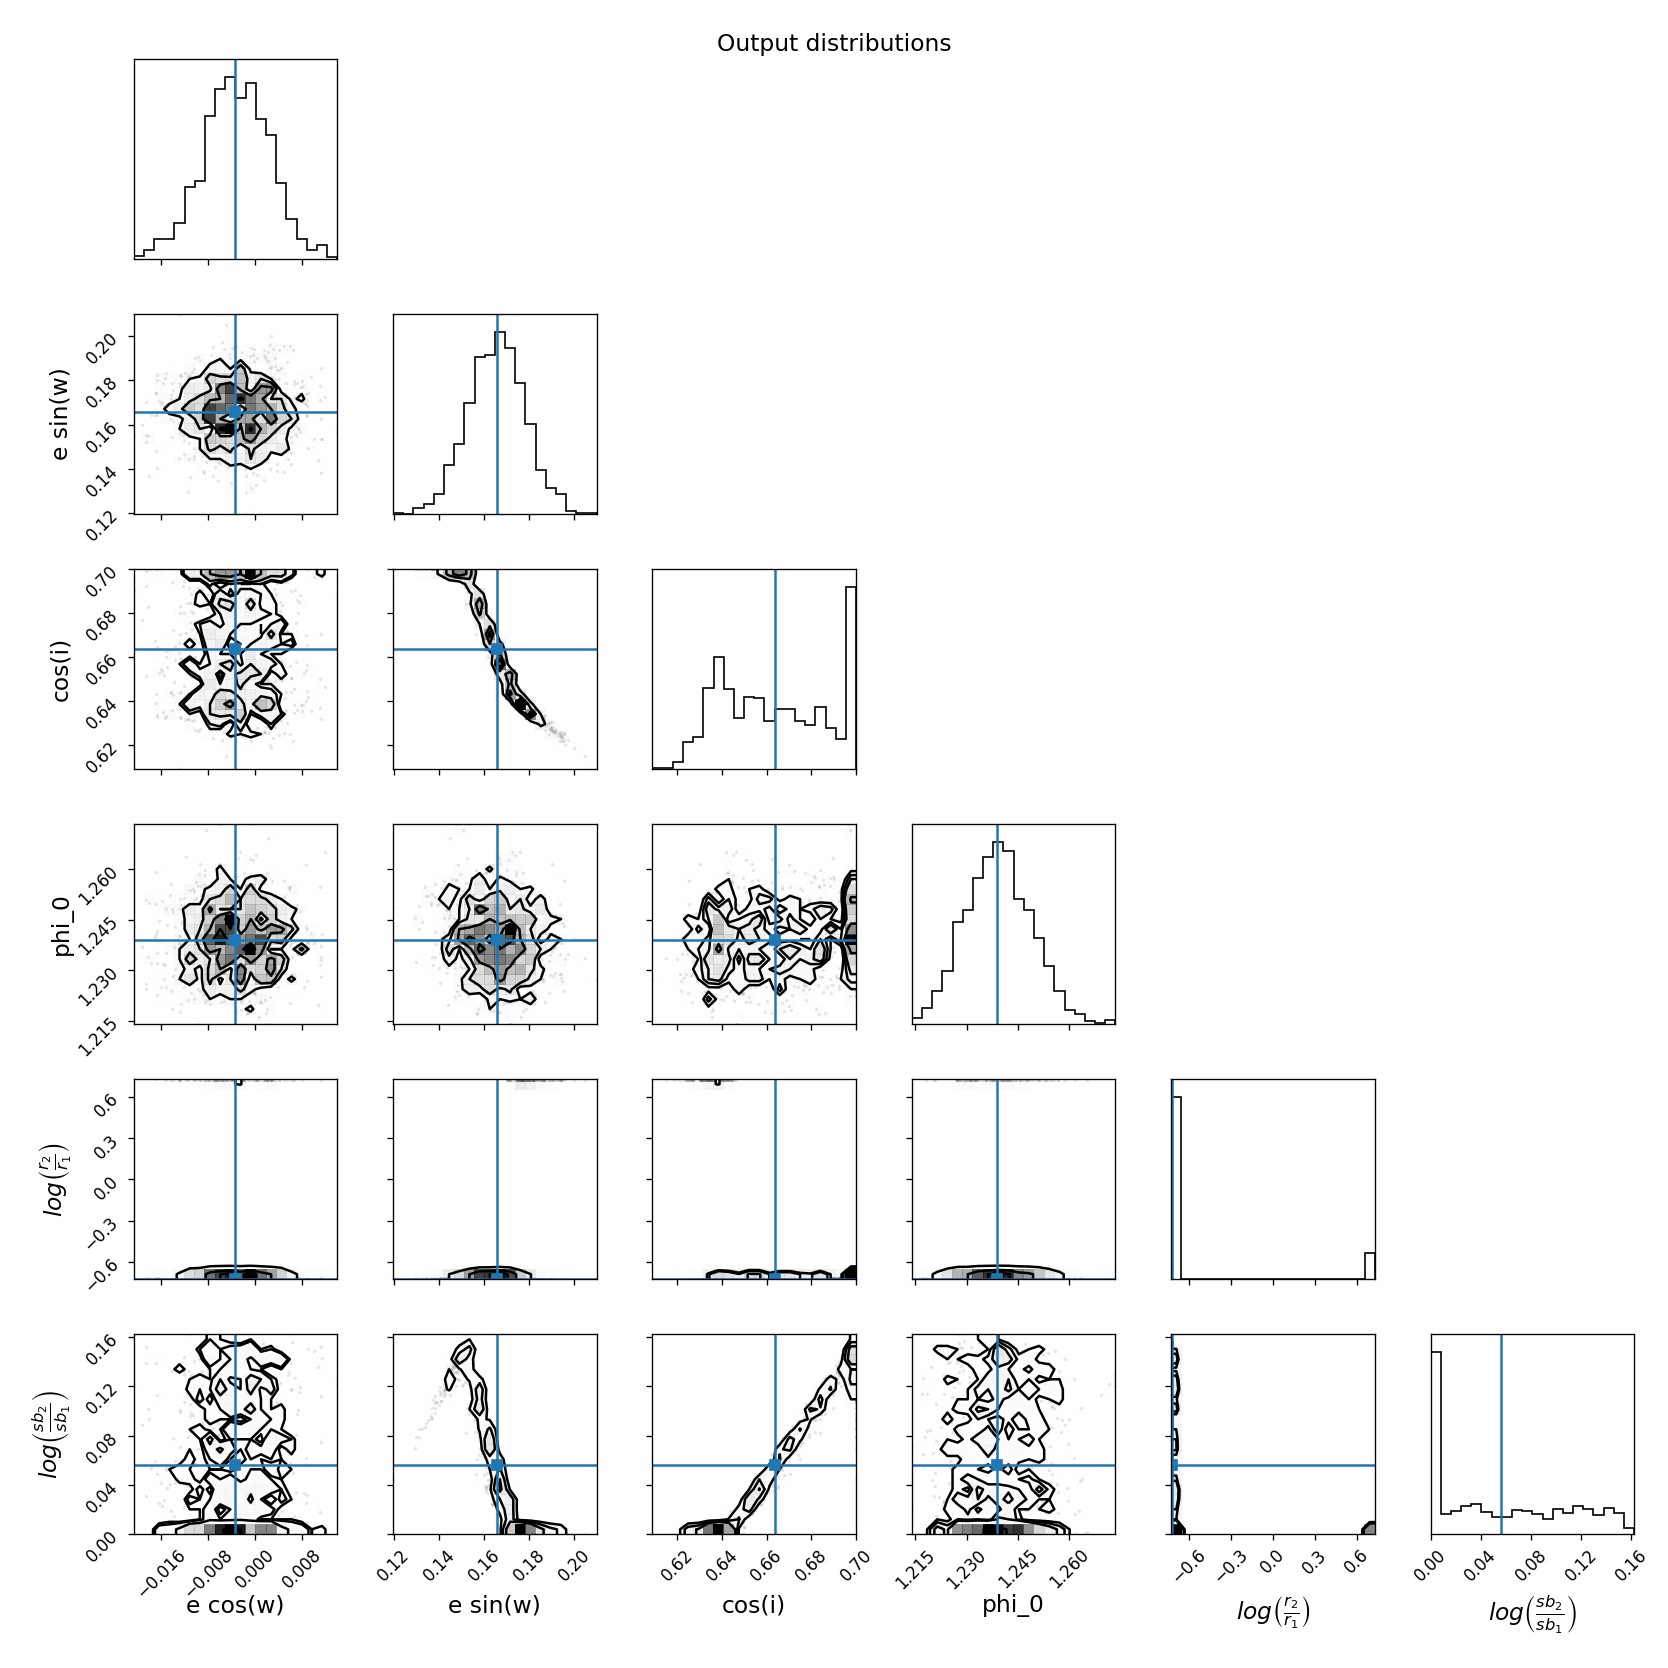 Output distributions
0.20
0.18
0.16
0.14
0.12
e sin(w)
0.70
0.68
0.66
0.64
0.62
cos(i)
1.260
1.245
1.230
1.215
phi_0
0.6
0.3
0.0
−0.3
−0.6
log(r2/r1)
0.16
0.12
0.08
0.04
0.00
log(sb2/sb1)
−0.016 −0.008 0.000 0.008
e cos(w)
0.12 0.14 0.16 0.18 0.20
e sin(w)
0.62 0.64 0.66 0.68 0.70
cos(i)
1.215 1.230 1.245 1.260
phi_0
−0.6 −0.3 0.0 0.3 0.6
log(r2/r1)
0.00 0.04 0.08 0.12 0.16
log(sb2/sb1)